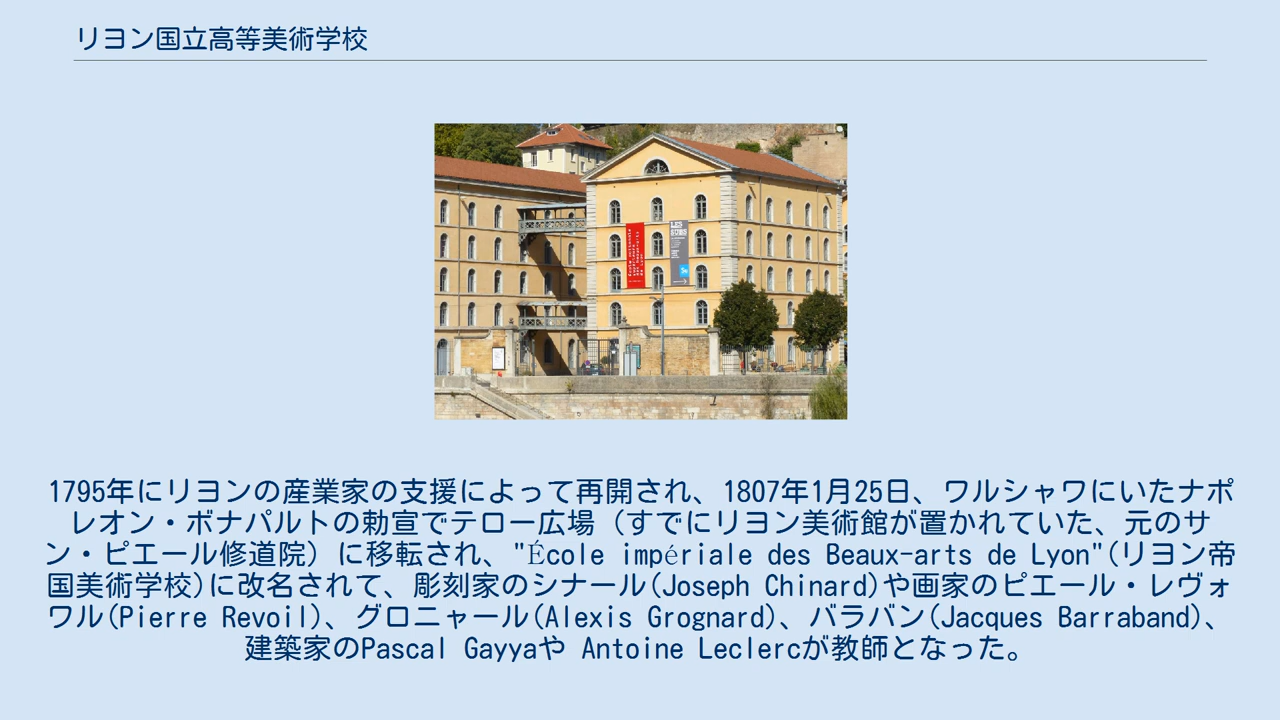 リヨン国立高等美術学校
1795年にリヨンの産業家の支援によって再開され、1807年1月25日、ワルシャワにいたナポ
レオン・ボナパルトの勅宣でテロー広場（すでにリヨン美術館が置かれていた、元のサ
ン・ピエール修道院）に移転され、"École impériale des Beaux-arts de Lyon"(リヨン帝
国美術学校)に改名されて、彫刻家のシナール(Joseph Chinard)や画家のピエール・レヴォ
ワル(Pierre Revoil)、グロニャール(Alexis Grognard)、バラバン(Jacques Barraband)、
建築家のPascal Gayyaや Antoine Leclercが教師となった。